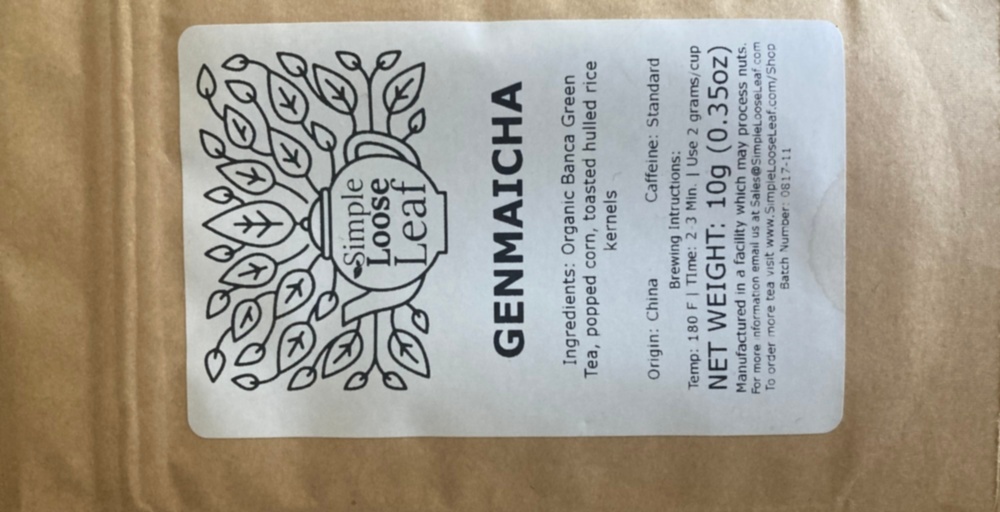 Simple
Loose
Leaf
GENMAICHA
Ingredients: Organic Banca Green
Tea, popped corn, toasted hulled rice
kernels
Origin: China Caffeine: Standard
Brewing Intructions:
Temp: 180 F | TIme: 2-3 Min. | Use 2 grams/cup
NET WEIGHT: 10g (0.35oz)
Manufactured in a facility which may process nuts.
For more information email us at Sales@SimpleLooseLeaf.com
To order more tea visit www.SimpleLooseLeaf.com/Shop
Batch Number: 0817-11